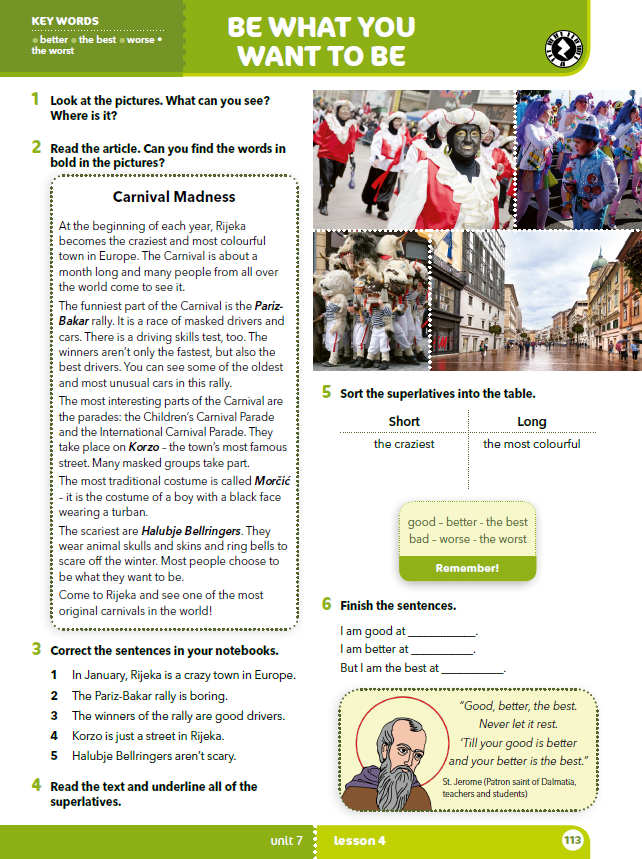 KEY WORDS
• better • the best • worse •
the worst
BE WHAT YOU
WANT TO BE
1 Look at the pictures. What can you see?
Where is it?
2 Read the article. Can you find the words in
bold in the pictures?
Carnival Madness
At the beginning of each year, Rijeka
becomes the craziest and most colourful
town in Europe. The Carnival is about a
month long and many people from all over
the world come to see it.
The funniest part of the Carnival is the Pariz-
Bakar rally. It is a race of masked drivers and
cars. There is a driving skills test, too. The
winners aren't only the fastest, but also the
best drivers. You can see some of the oldest
and most unusual cars in this rally.
The most interesting parts of the Carnival are
the parades: the Children's Carnival Parade
and the International Carnival Parade. They
take place on Korzo – the town's most famous
street. Many masked groups take part.
The most traditional costume is called Morčić
– it is the costume of a boy with a black face
wearing a turban.
The scariest are Halubje Bellringers. They
wear animal skulls and skins and ring bells to
scare off the winter. Most people choose to
be what they want to be.
Come to Rijeka and see one of the most
original carnivals in the world!
3 Correct the sentences in your notebooks.
1 In January, Rijeka is a crazy town in Europe.
2 The Pariz-Bakar rally is boring.
3 The winners of the rally are good drivers.
4 Korzo is just a street in Rijeka.
5 Halubje Bellringers aren't scary.
4 Read the text and underline all of the
superlatives.
5 Sort the superlatives into the table.
Short Long
the craziest the most colourful
good – better - the best
bad – worse - the worst
Remember!
6 Finish the sentences.
I am good at ___________.
I am better at __________.
But I am the best at __________.
"Good, better, the best.
Never let it rest.
'Till your good is better
and your better is the best."
St. Jerome (Patron saint of Dalmatia,
teachers and students)
unit 7 lesson 4 113